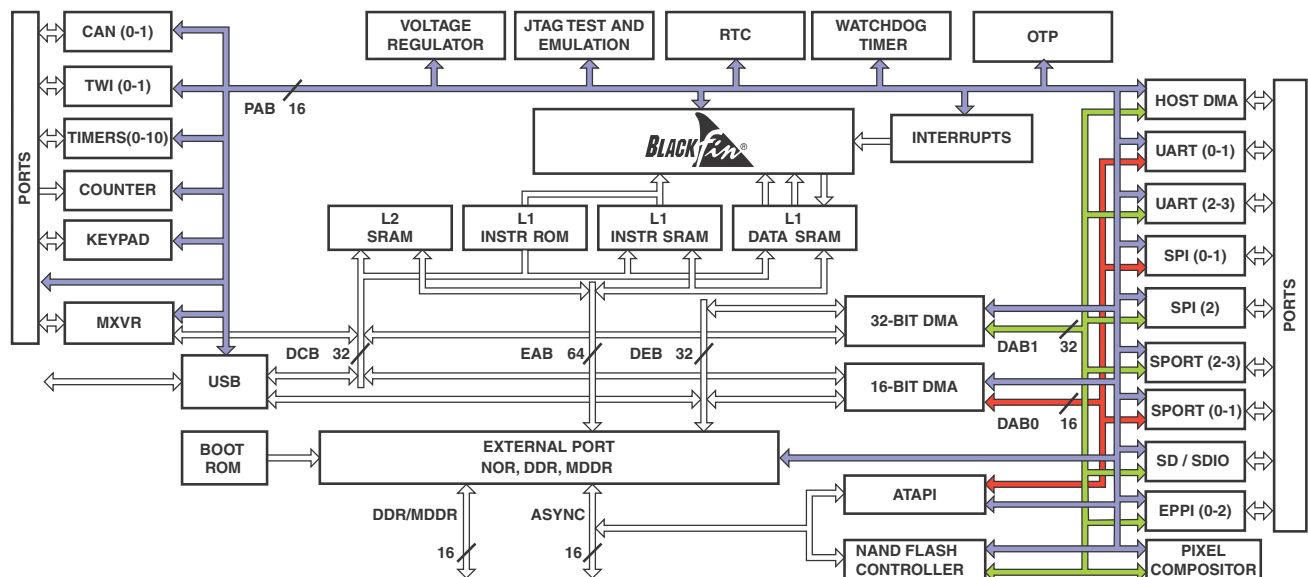 VOLTAGE
REGULATOR
JTAG TEST AND
EMULATION
RTC
WATCHDOG
TIMER
OTP
CAN (0-1)
TWI (0-1)
TIMERS(0-10)
COUNTER
KEYPAD
MXVR
PORTS
PAB 16
BLACKfin®
INTERRUPTS
L2
SRAM
L1
INSTR ROM
L1
INSTR SRAM
L1
DATA SRAM
HOST DMA
UART (0-1)
UART (2-3)
SPI (0-1)
SPI (2)
SPORT (2-3)
SPORT (0-1)
SD / SDIO
EPPI (0-2)
PIXEL
COMPOSITOR
PORTS
USB
DCB 32
EAB 64
DEB 32
32-BIT DMA
16-BIT DMA
DAB1 32
DAB0 16
BOOT
ROM
EXTERNAL PORT
NOR, DDR, MDDR
DDR/MDDR
16
ASYNC
16
ATAPI
NAND FLASH
CONTROLLER